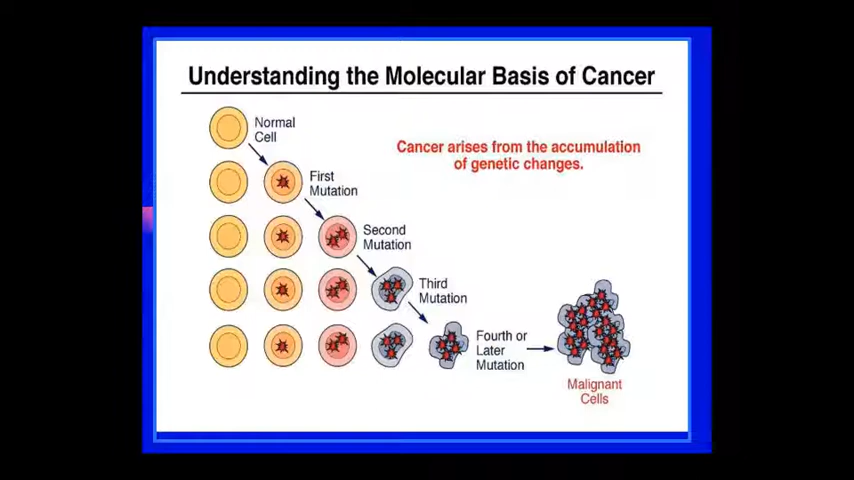 Understanding the Molecular Basis of Cancer
Normal
Cell
Cancer arises from the accumulation
of genetic changes.
First
Mutation
Second
Mutation
Third
Mutation
Fourth or
Later
Mutation
Malignant
Cells